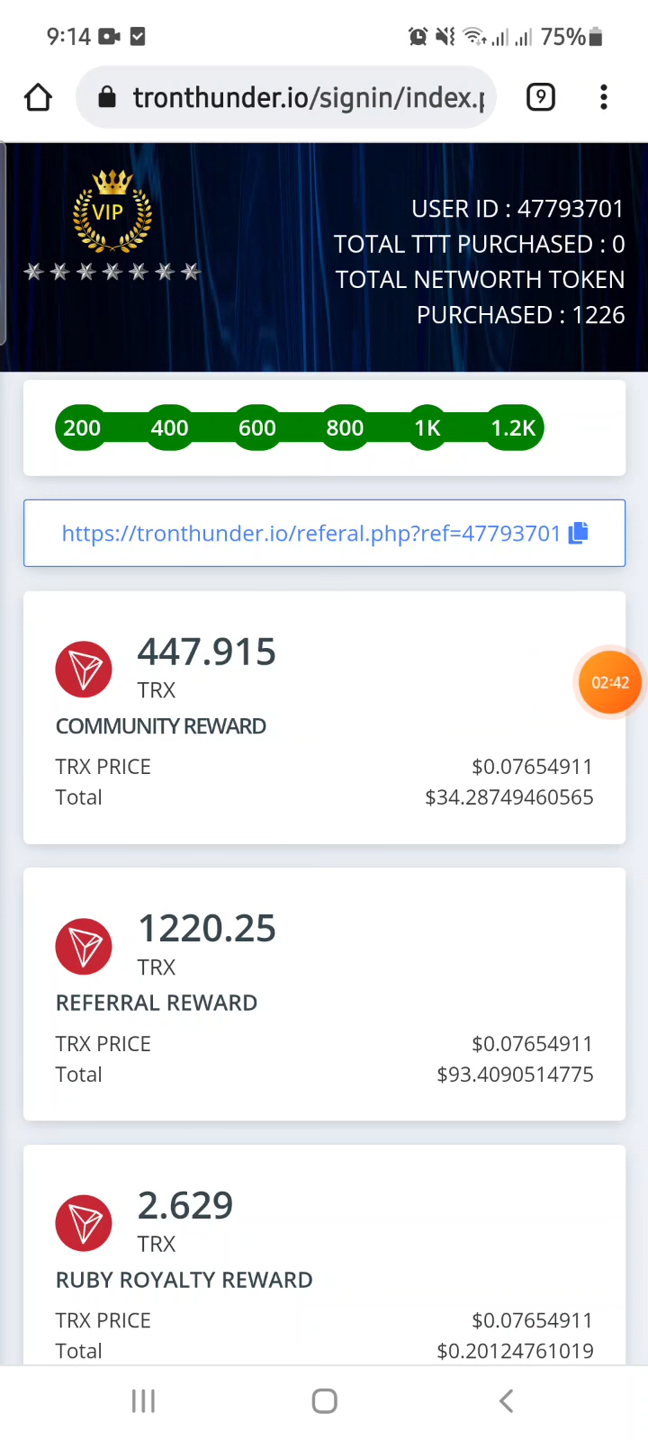 9:14
75%
tronthunder.io/signin/index.p
9
VIP
USER ID : 47793701
TOTAL TTT PURCHASED : 0
TOTAL NETWORTH TOKEN
PURCHASED : 1226
200 400 600 800 1K 1.2K
https://tronthunder.io/referal.php?ref=47793701
447.915
TRX
COMMUNITY REWARD
TRX PRICE $0.07654911
Total $34.28749460565
02:42
1220.25
TRX
REFERRAL REWARD
TRX PRICE $0.07654911
Total $93.4090514775
2.629
TRX
RUBY ROYALTY REWARD
TRX PRICE $0.07654911
Total $0.20124761019